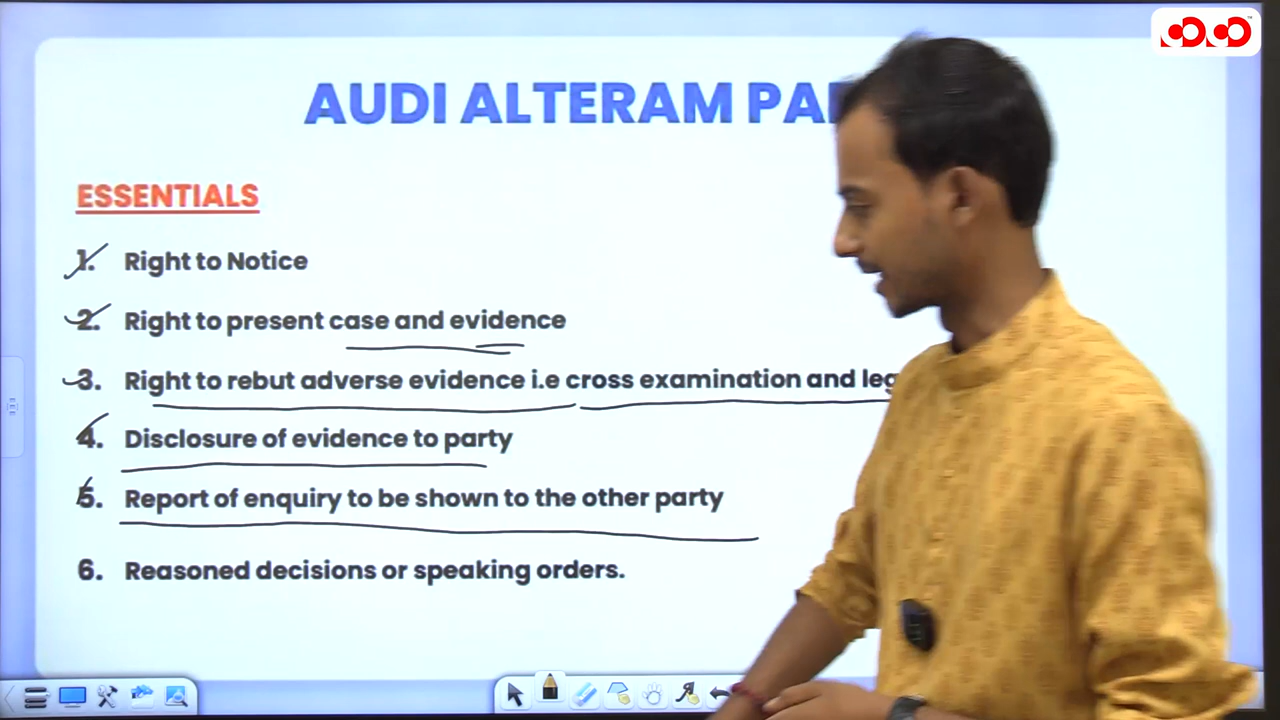 AUDI ALTERAM
ESSENTIALS
1. Right to Notice
2. Right to present case and evidence
3. Right to rebut adverse evidence i.e cross examination and
4. Disclosure of evidence to party
5. Report of enquiry to be shown to the other party
6. Reasoned decisions or speaking orders.